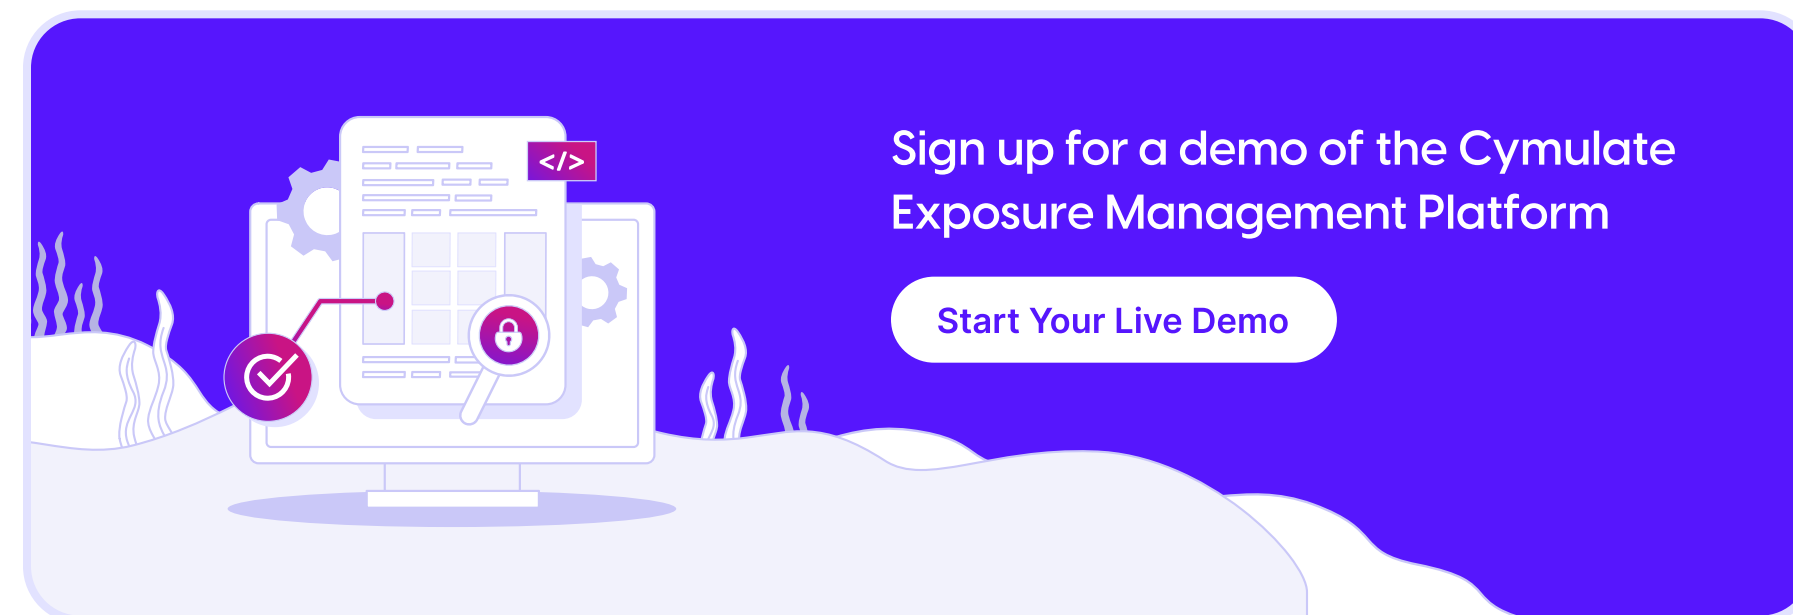 </>
Sign up for a demo of the Cymulate
Exposure Management Platform
Start Your Live Demo